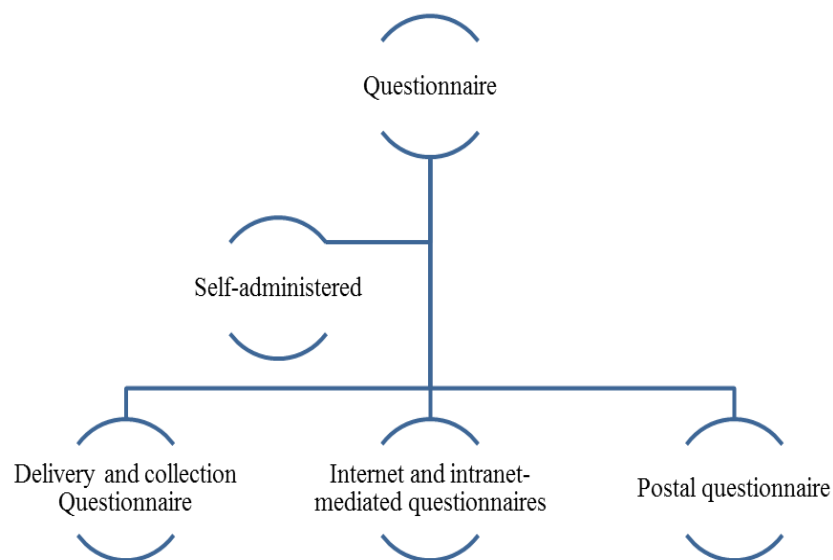 Questionnaire
Self-administered
Delivery and collection
Questionnaire
Internet and intranet-
mediated questionnaires
Postal questionnaire